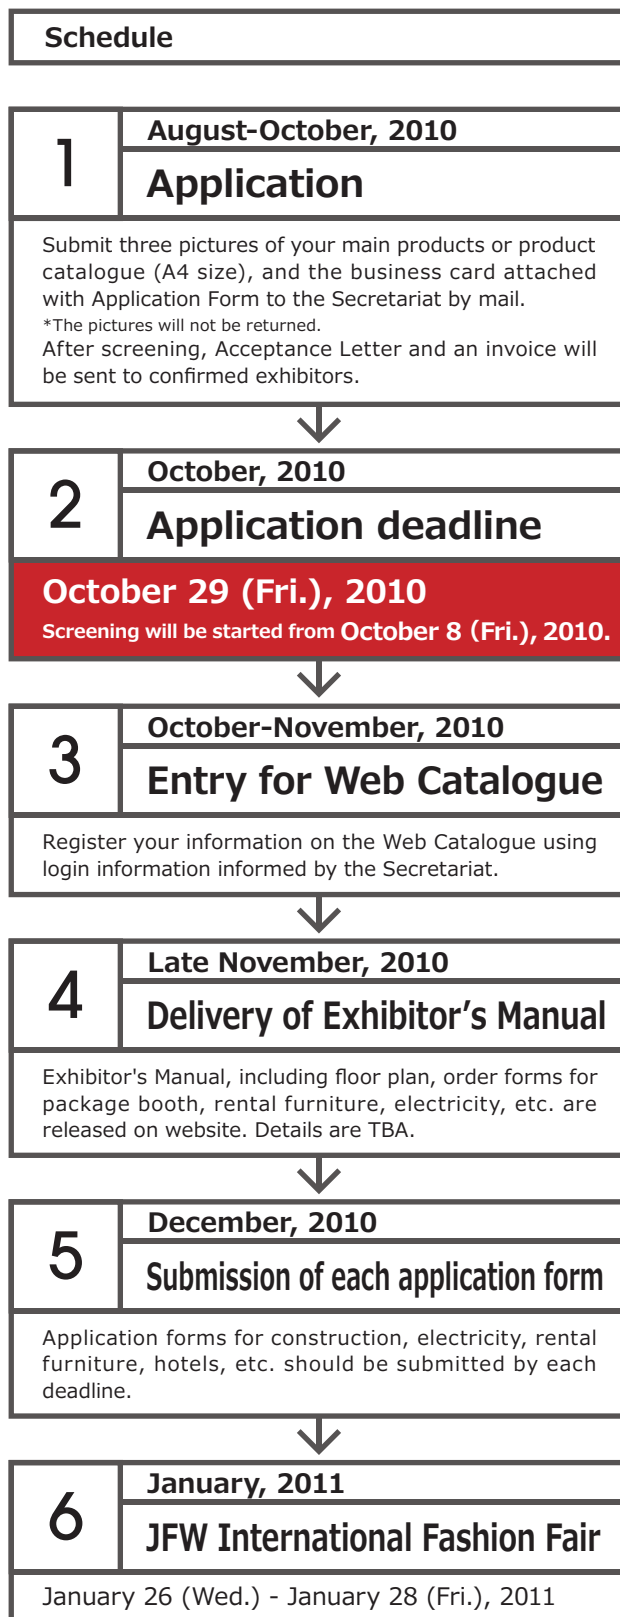 Schedule
1
August-October, 2010
Application
Submit three pictures of your main products or product
catalogue (A4 size), and the business card attached
with Application Form to the Secretariat by mail.
*The pictures will not be returned.
After screening, Acceptance Letter and an invoice will
be sent to confirmed exhibitors.
2
October, 2010
Application deadline
October 29 (Fri.), 2010
Screening will be started from October 8 (Fri.), 2010.
3
October-November, 2010
Entry for Web Catalogue
Register your information on the Web Catalogue using
login information informed by the Secretariat.
4
Late November, 2010
Delivery of Exhibitor’s Manual
Exhibitor's Manual, including floor plan, order forms for
package booth, rental furniture, electricity, etc. are
released on website. Details are TBA.
5
December, 2010
Submission of each application form
Application forms for construction, electricity, rental
furniture, hotels, etc. should be submitted by each
deadline.
6
January, 2011
JFW International Fashion Fair
January 26 (Wed.) - January 28 (Fri.), 2011